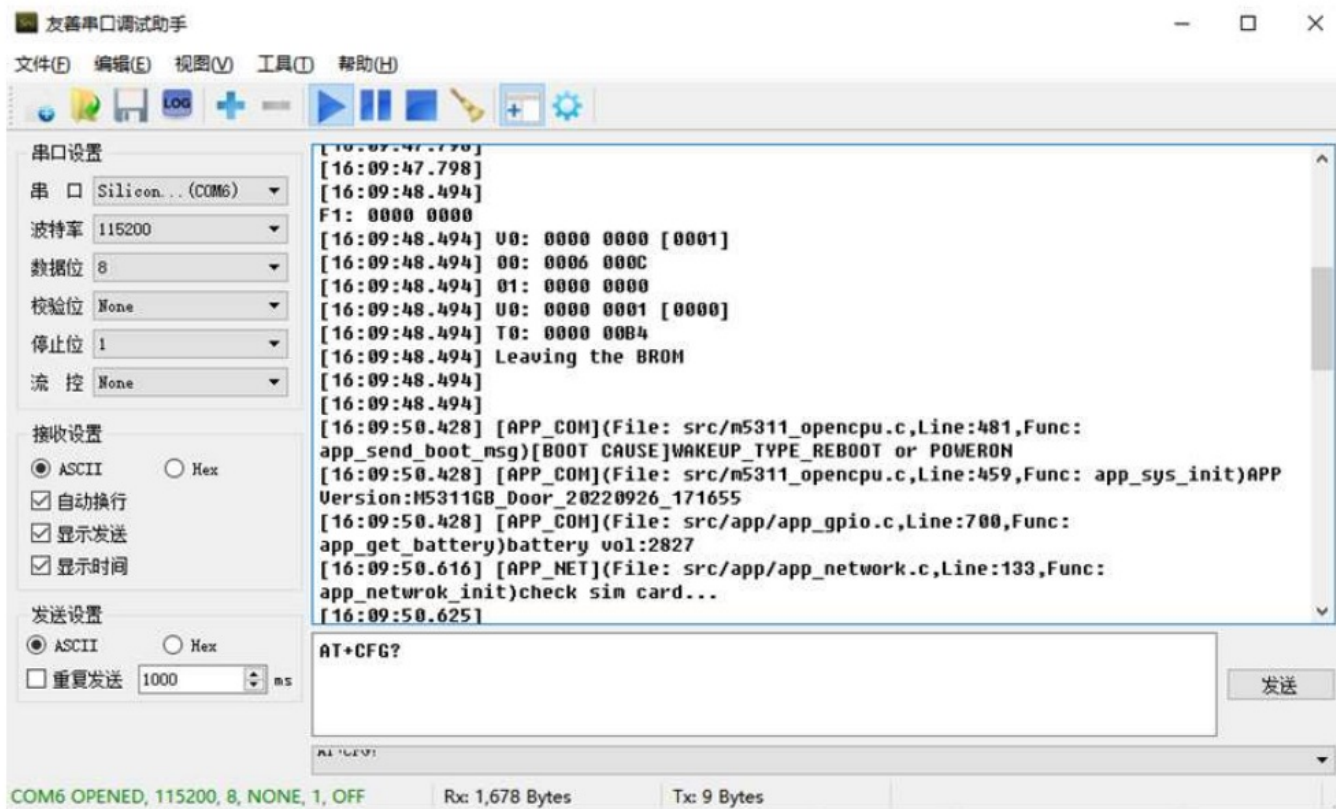 友善串口调试助手
文件(F) 编辑(E) 视图(V) 工具(T) 帮助(H)
LOG
串口设置
串 口 Silicon...(COM6)
波特率 115200
数据位 8
校验位 None
停止位 1
流 控 None
接收设置
ASCII Hex
自动换行
显示发送
显示时间
发送设置
ASCII Hex
重复发送 1000 ms
[16:09:47.798]
[16:09:47.798]
[16:09:48.494]
F1: 0000 0000
[16:09:48.494] V0: 0000 0000 [0001]
[16:09:48.494] 00: 0006 000C
[16:09:48.494] 01: 0000 0000
[16:09:48.494] U0: 0000 0001 [0000]
[16:09:48.494] T0: 0000 00B4
[16:09:48.494] Leaving the BROM
[16:09:48.494]
[16:09:48.494]
[16:09:50.428] [APP_COM](File: src/m5311_opencpu.c,Line:481,Func:
app_send_boot_msg)[BOOT CAUSE]WAKEUP_TYPE_REBOOT or POWERON
[16:09:50.428] [APP_COM](File: src/m5311_opencpu.c,Line:459,Func: app_sys_init)APP
Version:M5311GB_Door_20220926_171655
[16:09:50.428] [APP_COM](File: src/app/app_gpio.c,Line:700,Func:
app_get_battery)battery vol:2827
[16:09:50.616] [APP_NET](File: src/app/app_network.c,Line:133,Func:
app_netwrok_init)check sim card...
[16:09:50.625]
AT+CFG?
发送
AT+CFG?
COM6 OPENED, 115200, 8, NONE, 1, OFF Rx: 1,678 Bytes Tx: 9 Bytes